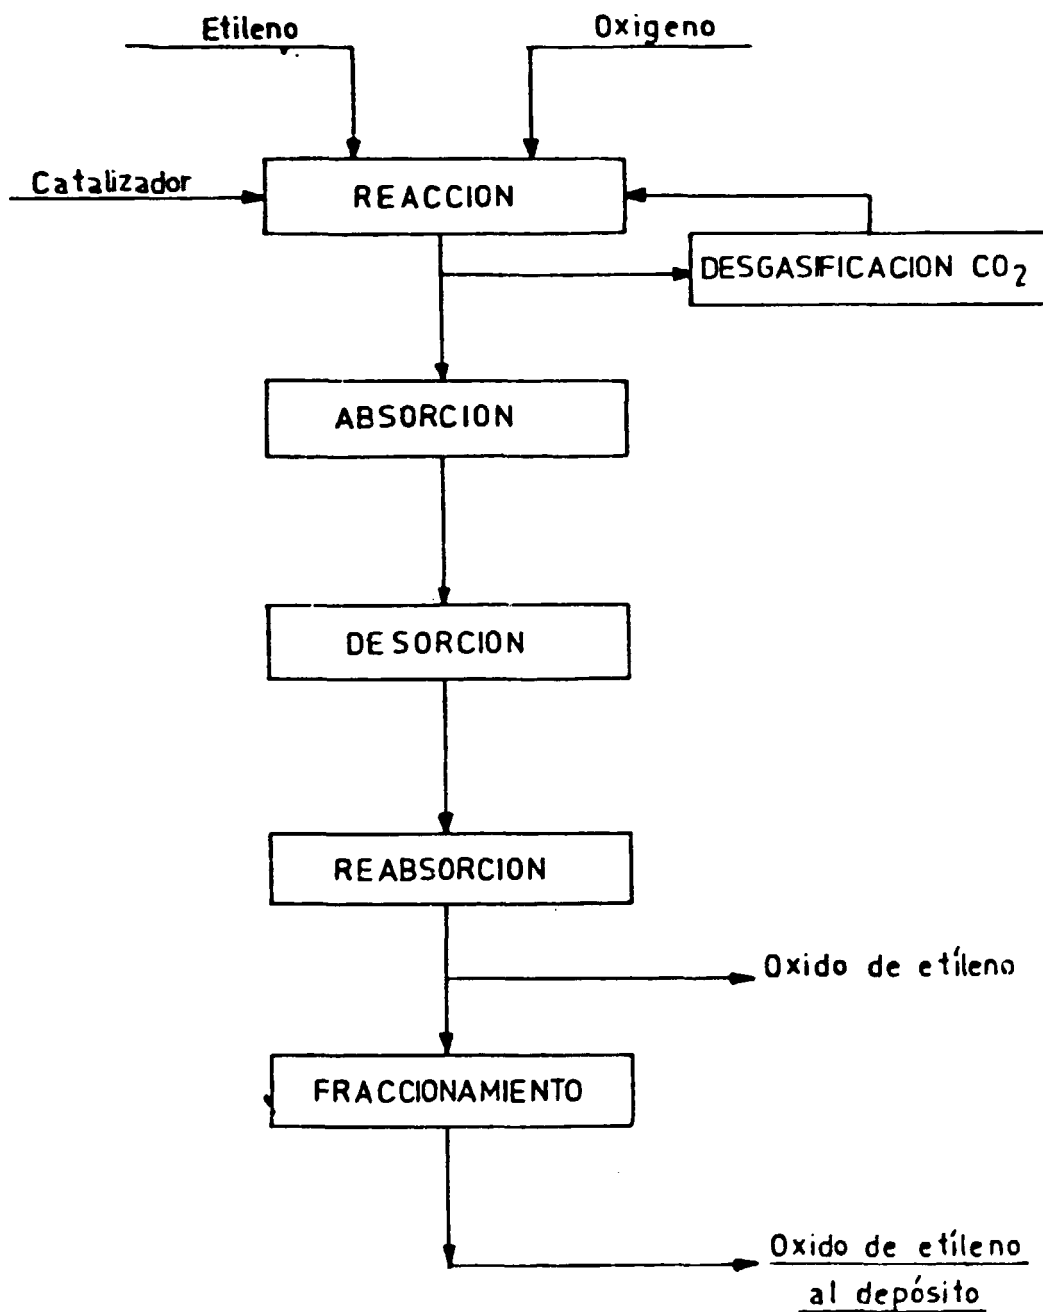 Etileno
Oxigeno
Catalizador
REACCION
DESGASIFICACION CO2
ABSORCION
DESORCION
REABSORCION
Oxido de etíleno
FRACCIONAMIENTO
Oxido de etíleno
al depósito